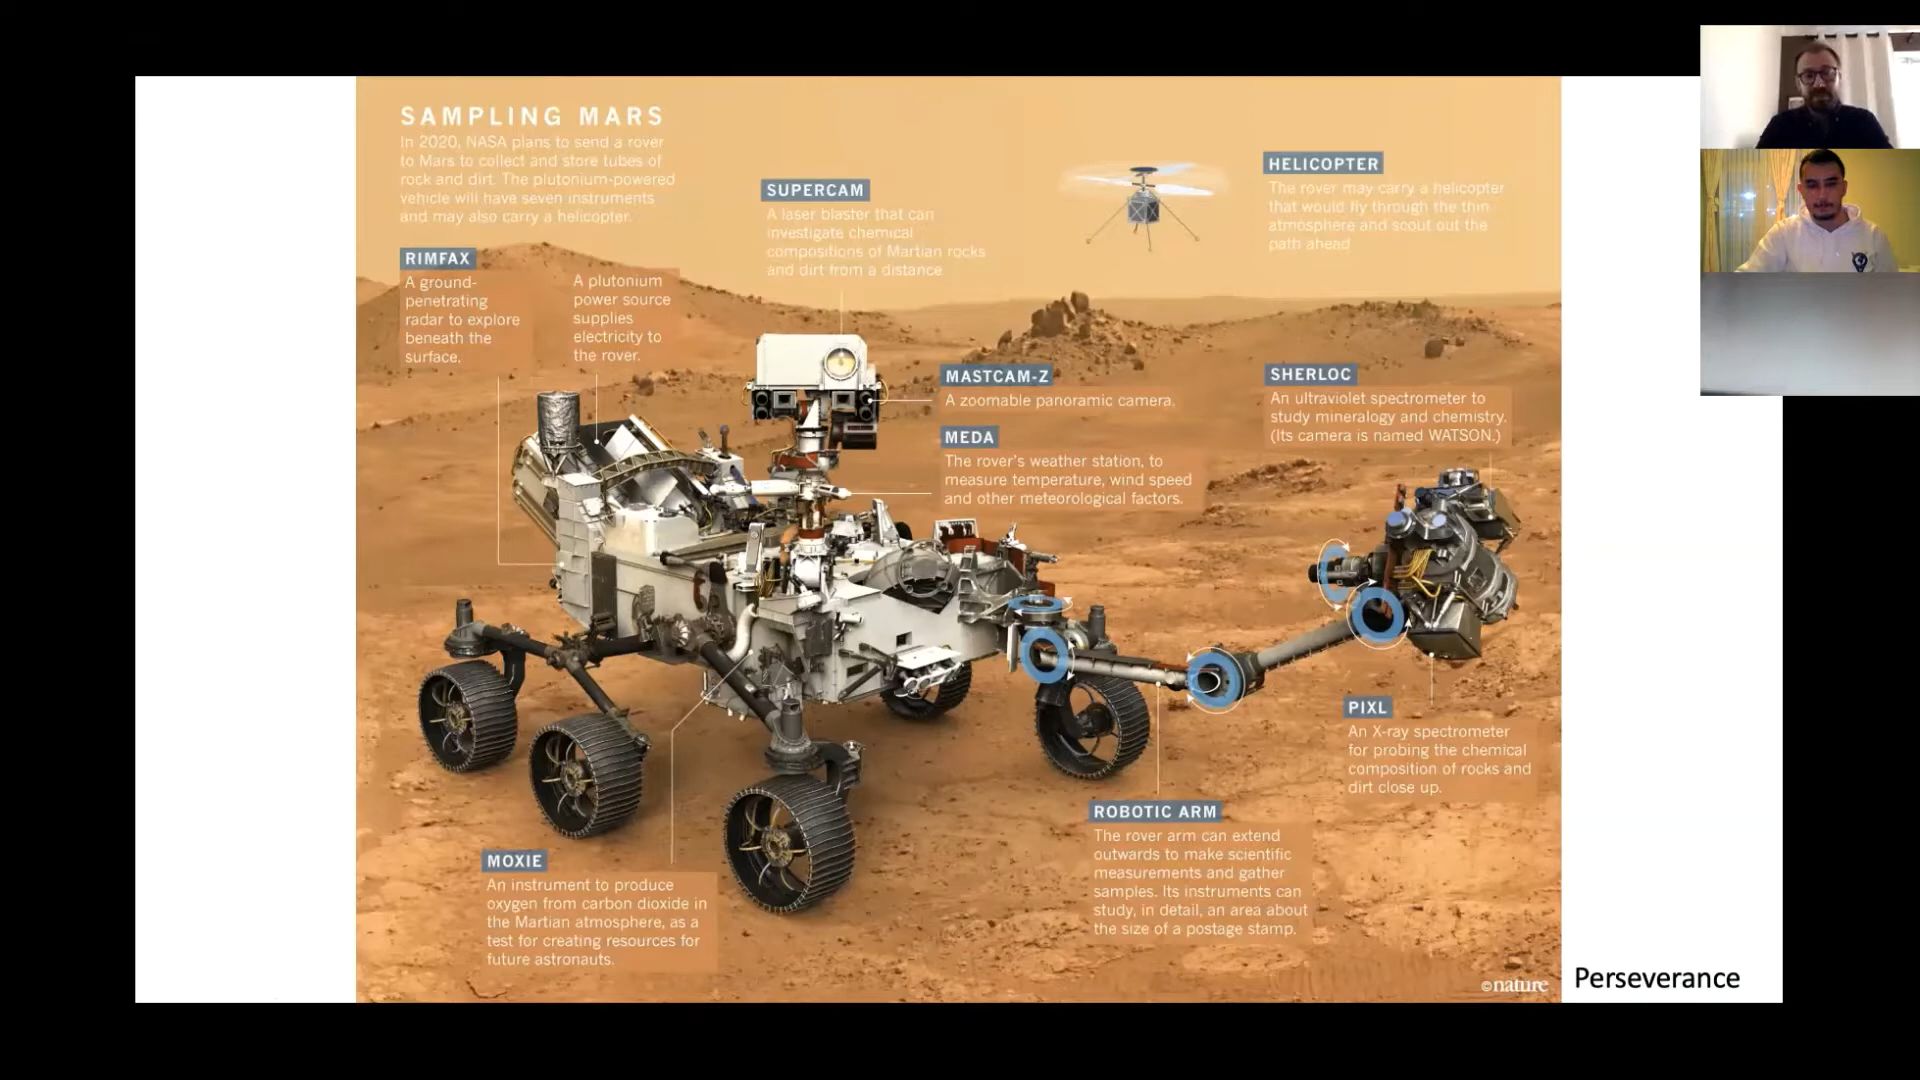 SAMPLING MARS
In 2020, NASA plans to send a rover
to Mars to collect and store tubes of
rock and dirt. The plutonium-powered
vehicle will have seven instruments
and may also carry a helicopter.
RIMFAX
A ground-
penetrating
radar to explore
beneath the
surface.
A plutonium
power source
supplies
electricity to
the rover.
SUPERCAM
A laser blaster that can
investigate chemical
compositions of Martian rocks
and dirt from a distance
HELICOPTER
The rover may carry a helicopter
that would fly through the thin
atmosphere and scout out the
path ahead
MASTCAM-Z
A zoomable panoramic camera.
MEDA
The rover's weather station, to
measure temperature, wind speed
and other meteorological factors.
SHERLOC
An ultraviolet spectrometer to
study mineralogy and chemistry.
(Its camera is named WATSON.)
PIXL
An X-ray spectrometer
for probing the chemical
composition of rocks and
dirt close up.
ROBOTIC ARM
The rover arm can extend
outwards to make scientific
measurements and gather
samples. Its instruments can
study, in detail, an area about
the size of a postage stamp.
MOXIE
An instrument to produce
oxygen from carbon dioxide in
the Martian atmosphere, as a
test for creating resources for
future astronauts.
©nature
Perseverance